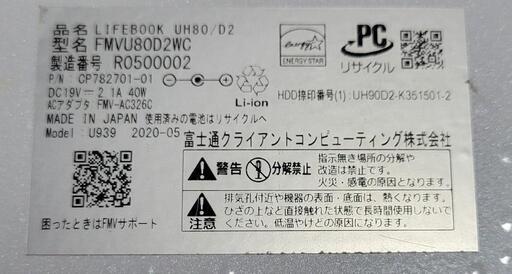 品名 LIFEBOOK UH80/D2
型名 FMVU80D2WC
製造番号 R0500002
P/N CP782701-01
DC19V⎓2.1A 40W
ACアダプタ FMV-AC326C
MADE IN JAPAN 使用済みの電池はリサイクルへ
Model: U939 2020-05
Li-ion
energy
ENERGY STAR
PC
リサイクル
HDD捺印番号(1):UH90D2-K351501-2
富士通クライアントコンピューティング株式会社
警告
分解禁止
指示無き場所の分解や
改造は禁止です。
火災・感電の原因となります。
注意
排気孔付近や機器の表面・底面は、熱くなります。
ひざの上など直接触れた状態で長時間使用しない
でください。低温やけどの恐れがあります。
困ったときはFMVサポート